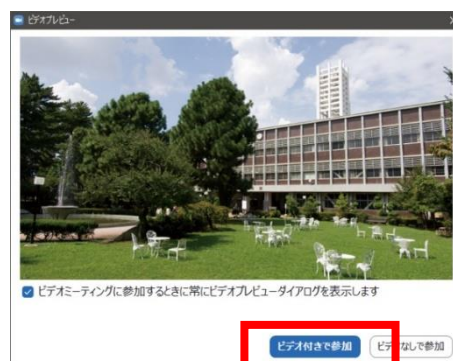 ビデオプレビュー
ビデオミーティングに参加するときに常にビデオプレビューダイアログを表示します
ビデオ付きで参加
ビデオなしで参加